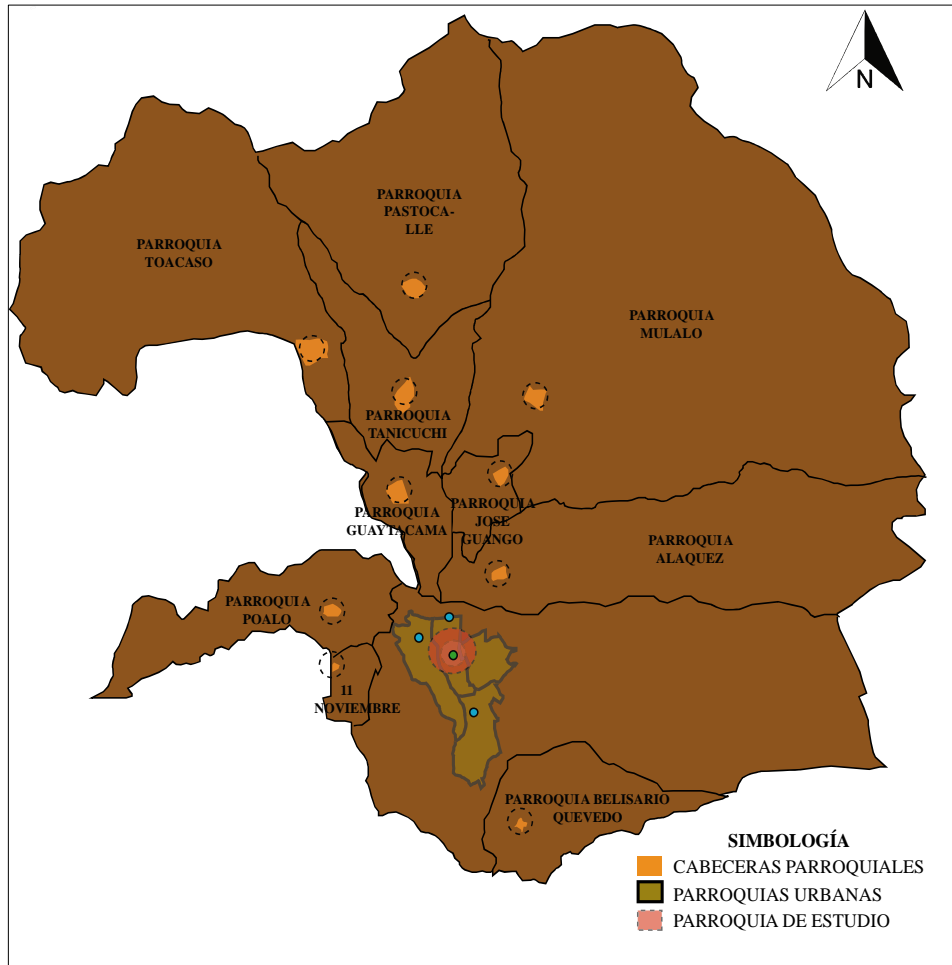 N
PARROQUIA
PASTOCA-
LLE
PARROQUIA
TOACASO
PARROQUIA
MULALO
PARROQUIA
TANICUCHI
PARROQUIA
GUAYTACAMA
PARROQUIA
JOSE
GUANGO
PARROQUIA
ALAQUEZ
PARROQUIA
POALO
11
NOVIEMBRE
PARROQUIA BELISARIO
QUEVEDO
SIMBOLOGÍA
CABECERAS PARROQUIALES
PARROQUIAS URBANAS
PARROQUIA DE ESTUDIO